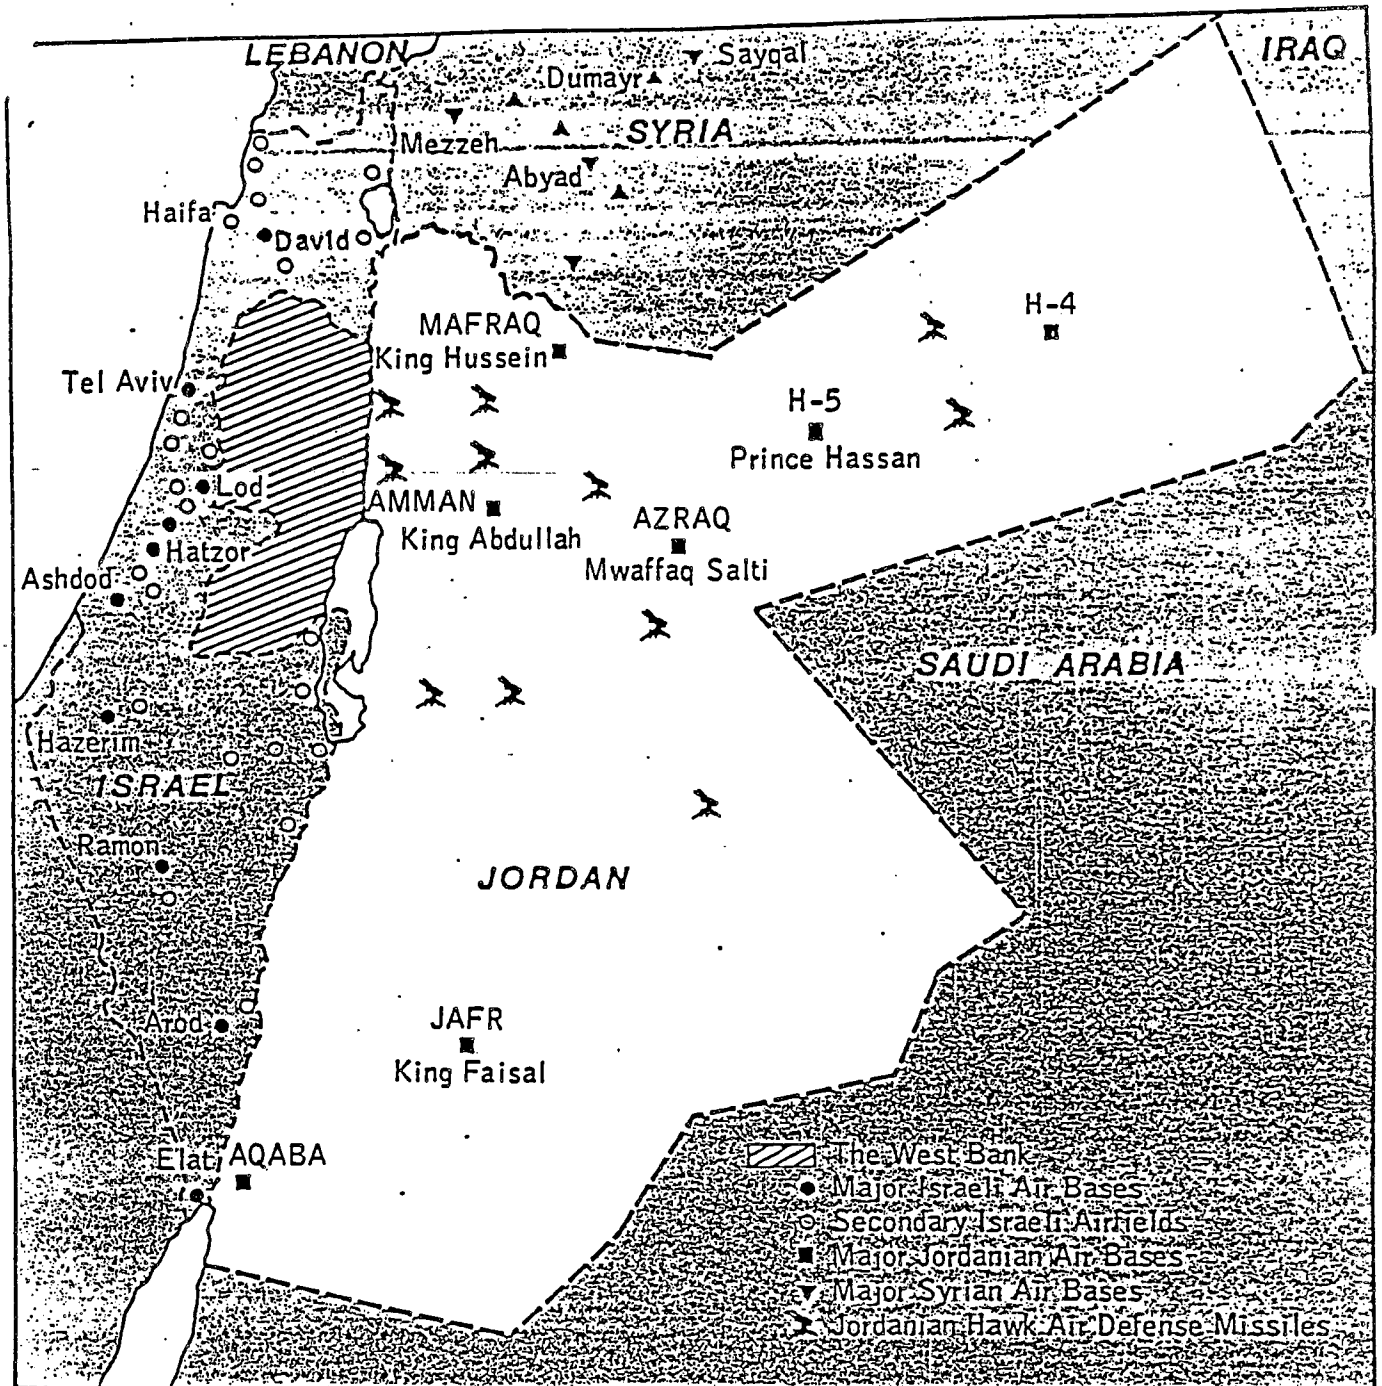 LEBANON
IRAQ
Sayqal
Dumayr
SYRIA
Mezzeh
Abyad
Haifa
David
H-4
MAFRAQ
King Hussein
Tel Aviv
H-5
Prince Hassan
Lod
AMMAN
King Abdullah
AZRAQ
Mwaffaq Salti
Hatzor
Ashdod
SAUDI ARABIA
Hazerim
ISRAEL
Ramon
JORDAN
Arod
JAFR
King Faisal
Elat
AQABA
The West Bank
Major Israeli Air Bases
Secondary Israeli Airfields
Major Jordanian Air Bases
Major Syrian Air Bases
Jordanian Hawk Air Defense Missiles